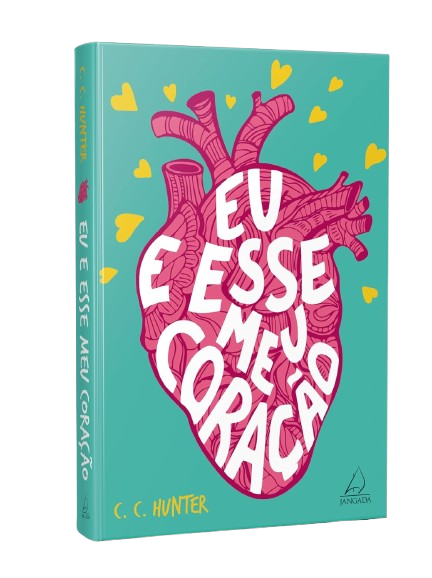 C. C. HUNTER
EU E ESSE MEU CORAÇÃO
EU
E ESSE
MEU
CORAÇÃO
C. C. HUNTER
JANGADA